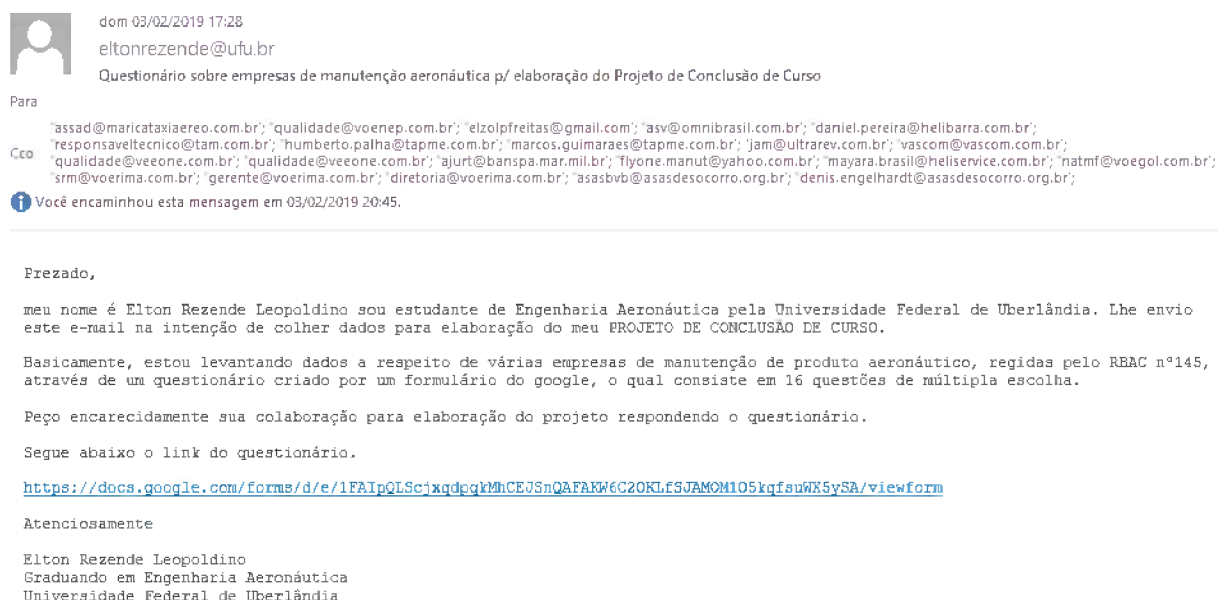 dom 03/02/2019 17:28
eltonrezende@ufu.br
Questionário sobre empresas de manutenção aeronáutica p/ elaboração do Projeto de Conclusão de Curso
Para
Cco
'assad@maricataxiaereo.com.br'; 'qualidade@voenep.com.br'; 'elzolpfreitas@gmail.com'; 'asv@omnibrasil.com.br'; 'daniel.pereira@helibarra.com.br';
'responsaveltecnico@tam.com.br'; 'humberto.palha@tapme.com.br'; 'marcos.guimaraes@tapme.com.br'; 'jam@ultrarev.com.br'; 'vascom@vascom.com.br';
'qualidade@veeone.com.br'; 'qualidade@veeone.com.br'; 'ajurt@banspa.mar.mil.br'; 'flyone.manut@yahoo.com.br'; 'mayara.brasil@heliservice.com.br'; 'natmf@voegol.com.br';
'srm@voerima.com.br'; 'gerente@voerima.com.br'; 'diretoria@voerima.com.br'; 'asasbvb@asasdesocorro.org.br'; 'denis.engelhardt@asasdesocorro.org.br';
Você encaminhou esta mensagem em 03/02/2019 20:45.
Prezado,
meu nome é Elton Rezende Leopoldino sou estudante de Engenharia Aeronáutica pela Universidade Federal de Uberlândia. Lhe envio
este e-mail na intenção de colher dados para elaboração do meu PROJETO DE CONCLUSÃO DE CURSO.
Basicamente, estou levantando dados a respeito de várias empresas de manutenção de produto aeronáutico, regidas pelo RBAC nº145,
através de um questionário criado por um formulário do google, o qual consiste em 16 questões de múltipla escolha.
Peço encarecidamente sua colaboração para elaboração do projeto respondendo o questionário.
Segue abaixo o link do questionário.
https://docs.google.com/forms/d/e/1FAIpQLScjxqdpqkMhCEJSnQAFAKW6C2OKLfSJAMOM1O5kqfsuWX5ySA/viewform
Atenciosamente
Elton Rezende Leopoldino
Graduando em Engenharia Aeronáutica
Universidade Federal de Uberlândia